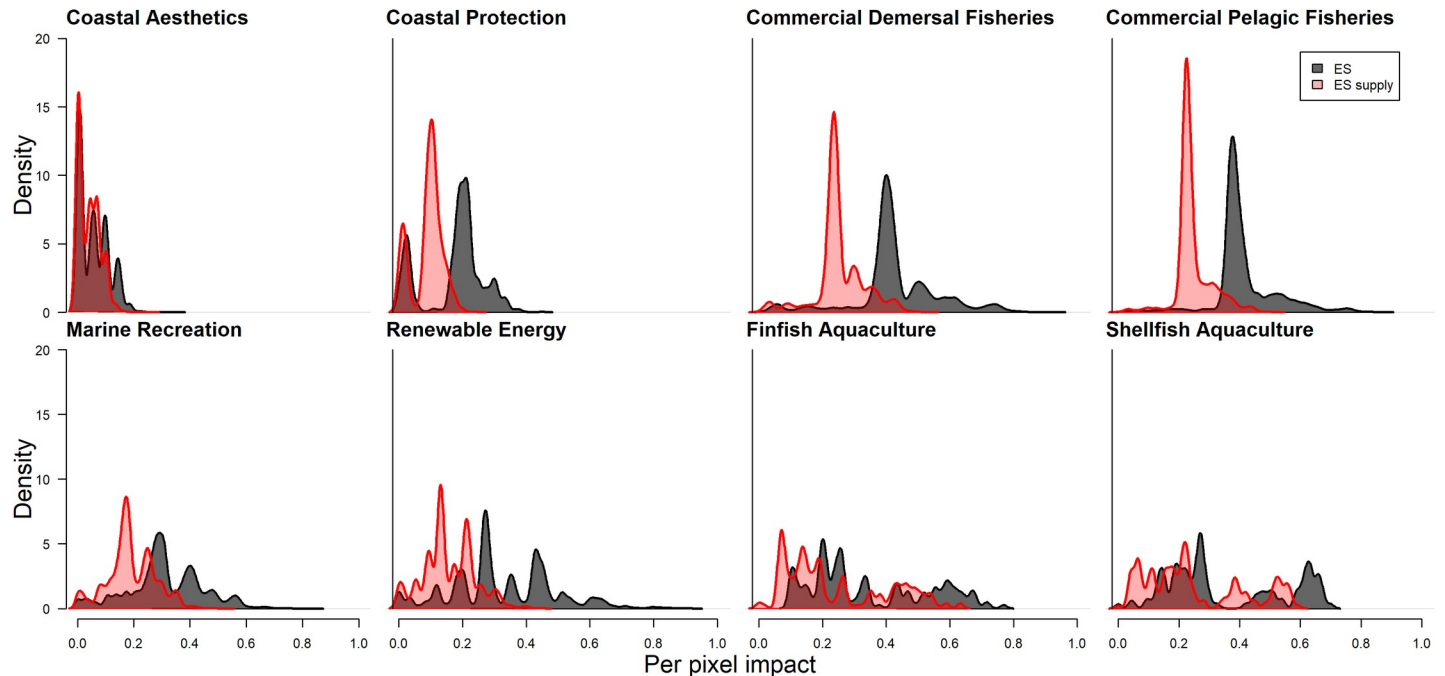 Coastal Aesthetics
Coastal Protection
Commercial Demersal Fisheries
Commercial Pelagic Fisheries
20
15
10
5
0
Density
ES
ES supply
Marine Recreation
Renewable Energy
Finfish Aquaculture
Shellfish Aquaculture
20
15
10
5
0
Density
0.0 0.2 0.4 0.6 0.8 1.0
0.0 0.2 0.4 0.6 0.8 1.0
0.0 0.2 0.4 0.6 0.8 1.0
0.0 0.2 0.4 0.6 0.8 1.0
Per pixel impact